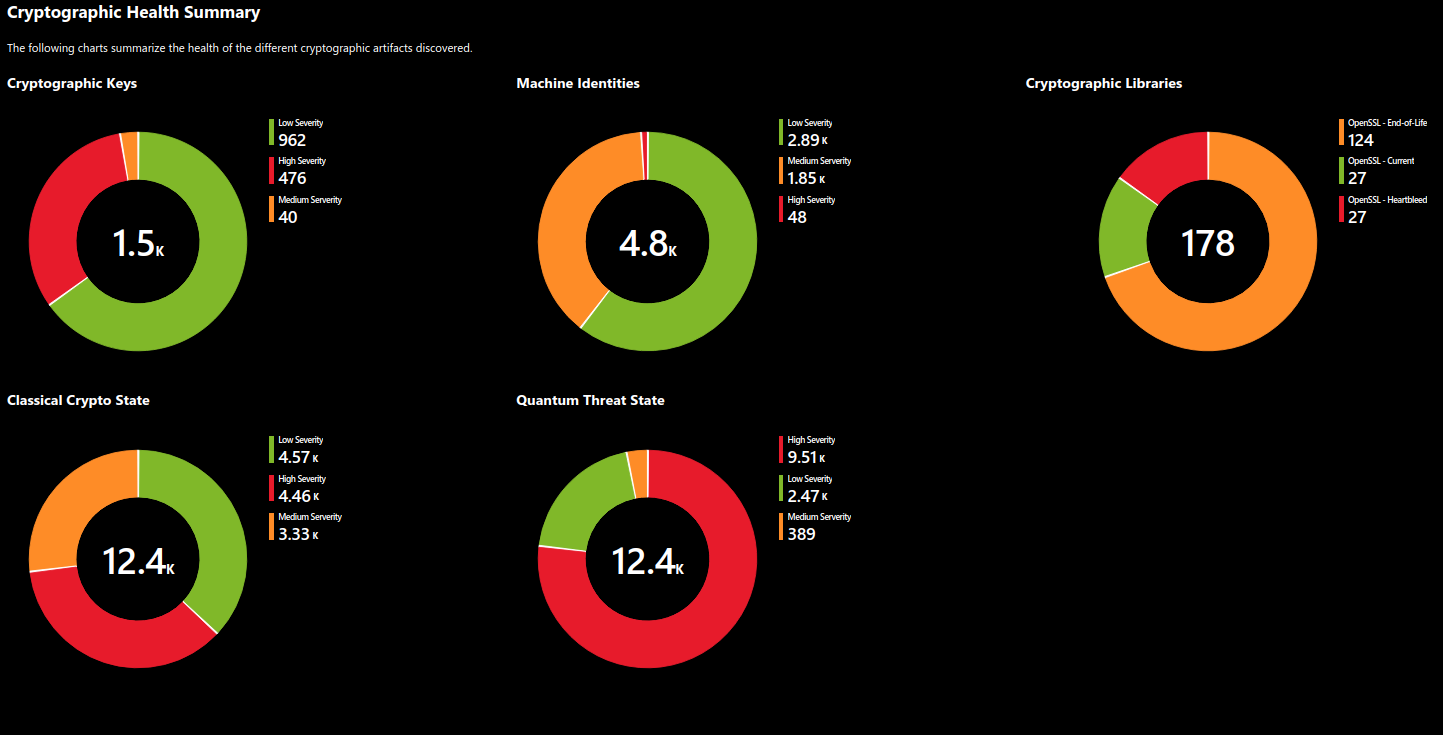 Cryptographic Health Summary
The following charts summarize the health of the different cryptographic artifacts discovered.
Cryptographic Keys
1.5K
Low Severity
962
High Severity
476
Medium Serverity
40
Machine Identities
4.8K
Low Severity
2.89 K
Medium Serverity
1.85 K
High Severity
48
Cryptographic Libraries
178
OpenSSL - End-of-Life
124
OpenSSL - Current
27
OpenSSL - Heartbleed
27
Classical Crypto State
12.4K
Low Severity
4.57 K
High Severity
4.46 K
Medium Serverity
3.33 K
Quantum Threat State
12.4K
High Severity
9.51 K
Low Severity
2.47 K
Medium Serverity
389